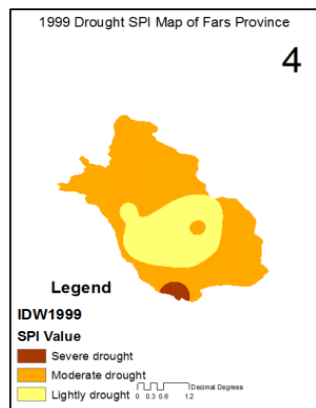 1999 Drought SPI Map of Fars Province
4
Legend
IDW1999
SPI Value
Severe drought
Moderate drought
Lightly drought
Decimal Degrees
0 0.3 0.6 1.2